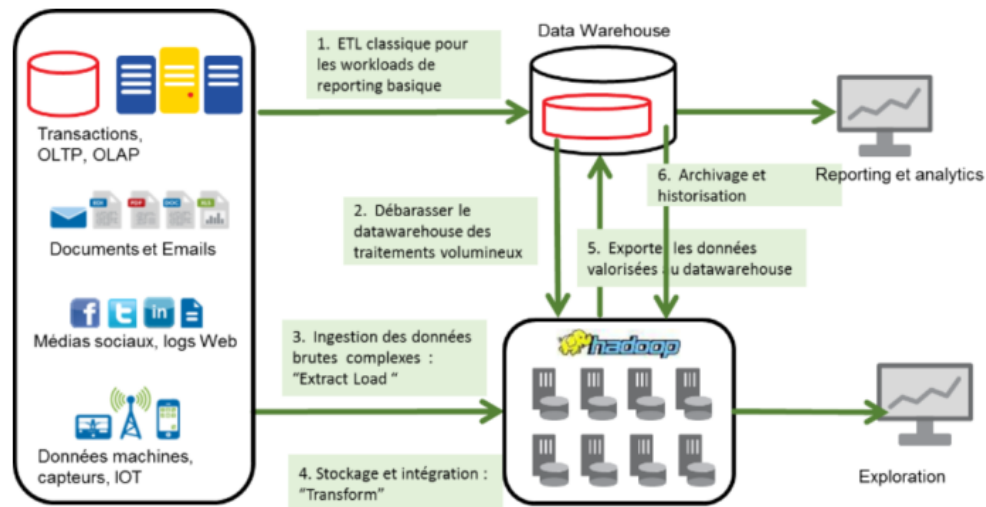 Transactions,
OLTP, OLAP
Documents et Emails
Médias sociaux, logs Web
Données machines,
capteurs, IOT
1. ETL classique pour
les workloads de
reporting basique
Data Warehouse
Reporting et analytics
2. Débarasser le
datawarehouse des
traitements volumineux
6. Archivage et
historisation
5. Exporter les données
valorisées au datawarehouse
3. Ingestion des données
brutes complexes :
“Extract Load “
4. Stockage et intégration :
“Transform”
hadoop
Exploration
PDF
DOC
f
t
in